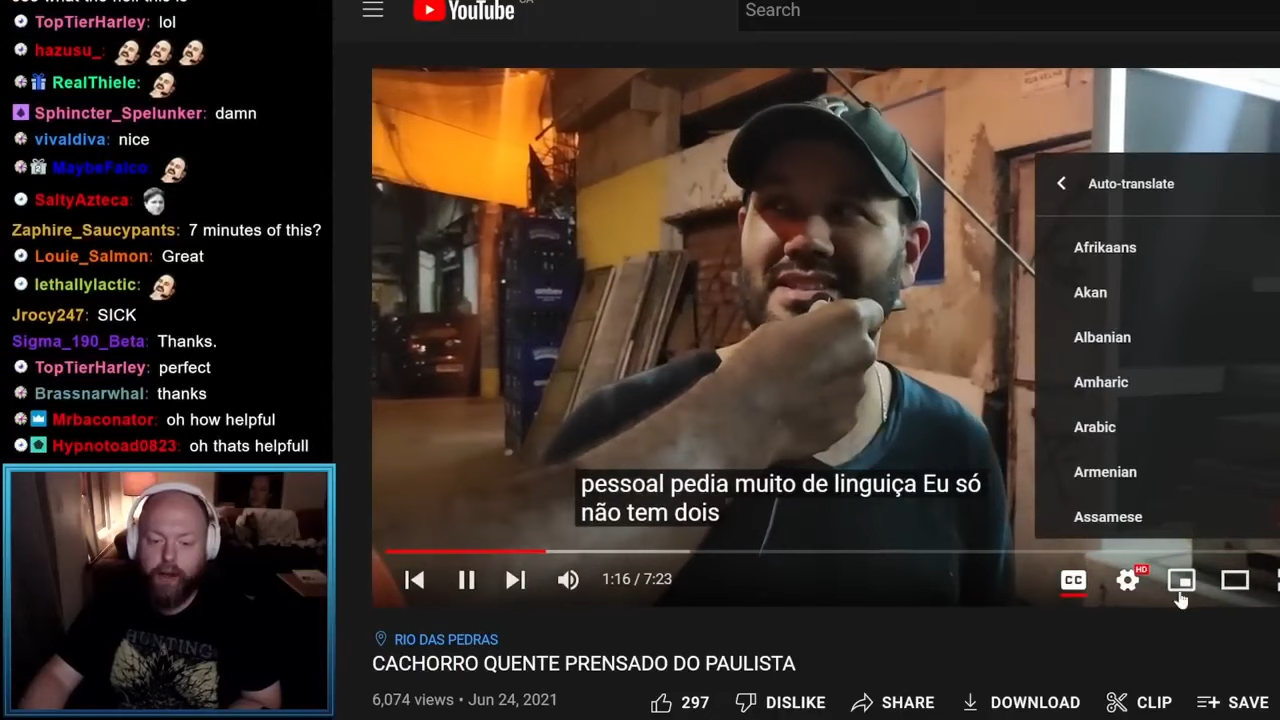 TopTierHarley: lol
hazusu_:
RealThiele:
Sphincter_Spelunker: damn
vivaldiva: nice
MaybeFalco
SaltyAzteca:
Zaphire_Saucypants: 7 minutes of this?
Louie_Salmon: Great
lethallylactic:
Jrocy247: SICK
Sigma_190_Beta: Thanks.
TopTierHarley: perfect
Brassnarwhal: thanks
Mrbaconator: oh how helpful
Hypnotoad0823: oh thats helpfull
HUNTING
YouTube
Search
Auto-translate
Afrikaans
Akan
Albanian
Amharic
Arabic
Armenian
Assamese
pessoal pedia muito de linguiça Eu só
não tem dois
1:16 / 7:23
CC
HD
RIO DAS PEDRAS
CACHORRO QUENTE PRENSADO DO PAULISTA
6,074 views • Jun 24, 2021
297
DISLIKE
SHARE
DOWNLOAD
CLIP
SAVE